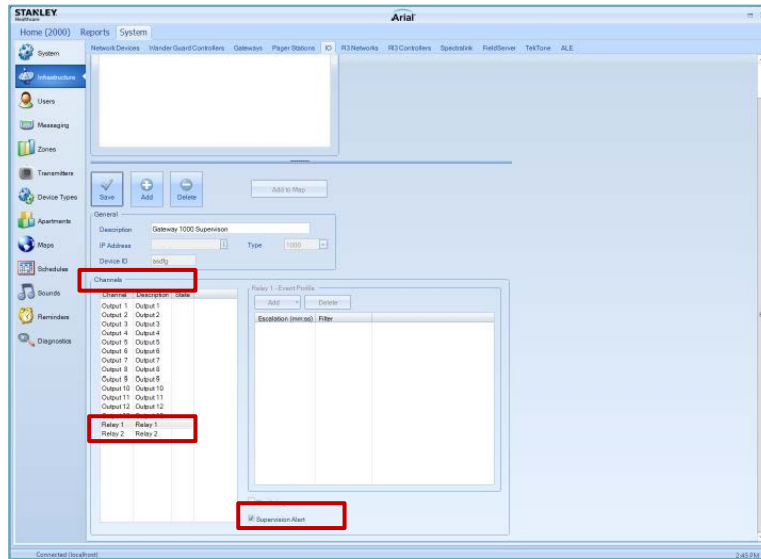 STANLEY
Healthcare
Arial
Home (2000) Reports System
Network Devices Wander Guard Controllers Gateways Pager Stations IO RI3 Networks RI3 Controllers Spectralink FieldServer TekTone ALE
System
Infrastructure
Users
Messaging
Zones
Transmitters
Device Types
Apartments
Maps
Schedules
Sounds
Reminders
Diagnostics
Save Add Delete Add to Map
General
Description Gateway 1000 Supervison
IP Address Type 1000
Device ID asdfg
Channels
Channel Description State
Output 1 Output 1
Output 2 Output 2
Output 3 Output 3
Output 4 Output 4
Output 5 Output 5
Output 6 Output 6
Output 7 Output 7
Output 8 Output 8
Output 9 Output 9
Output 10 Output 10
Output 11 Output 11
Output 12 Output 12
Relay 1 Relay 1
Relay 2 Relay 2
Relay 1 - Event Profile
Add Delete
Escalation (mm:ss) Filter
Supervision Alert
Connected (localhost)
2:45 PM